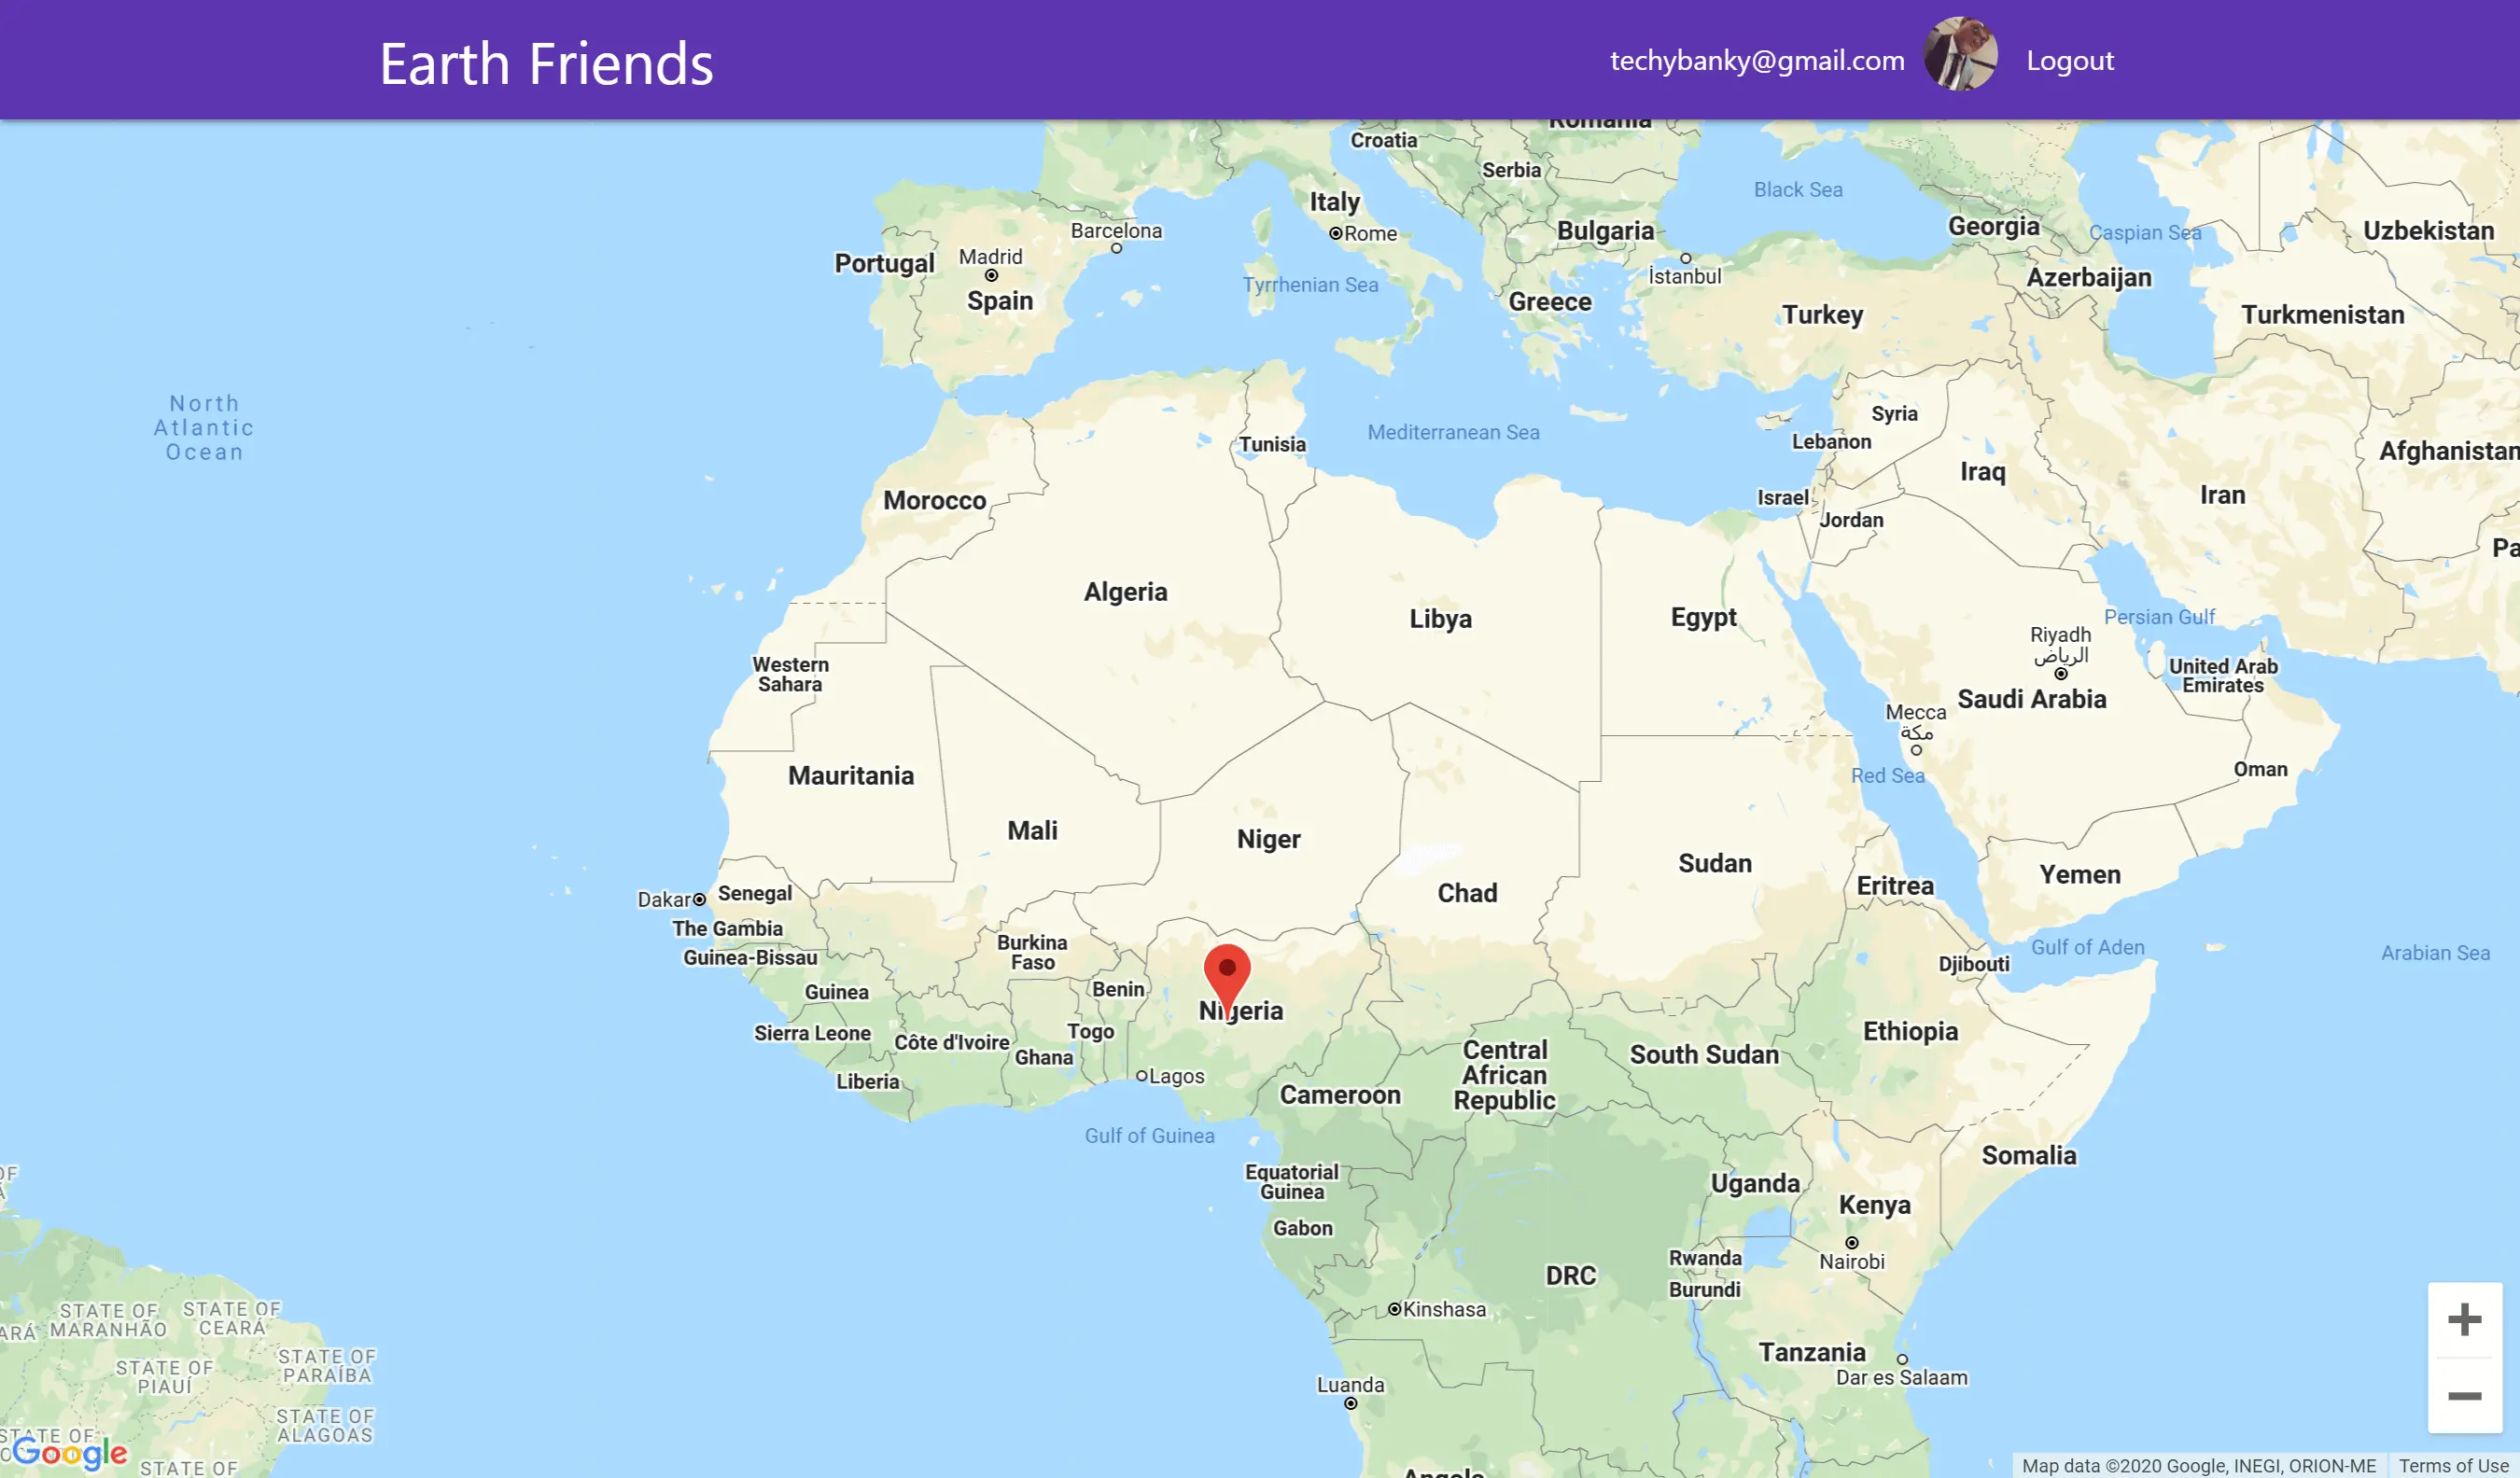 Earth Friends
techybanky@gmail.com
Logout
Romania
Croatia
Serbia
Black Sea
Italy
Rome
Bulgaria
Georgia
Caspian Sea
Uzbekistan
Barcelona
Madrid
Portugal
Spain
Tyrrhenian Sea
Greece
İstanbul
Turkey
Azerbaijan
Turkmenistan
North
Atlantic
Ocean
Mediterranean Sea
Tunisia
Syria
Lebanon
Iraq
Afghanistan
Morocco
Israel
Jordan
Iran
Pa
Algeria
Libya
Egypt
Persian Gulf
Riyadh
الرياض
United Arab
Emirates
Western
Sahara
Saudi Arabia
Mecca
مكة
Red Sea
Oman
Mauritania
Mali
Niger
Chad
Sudan
Eritrea
Yemen
Dakar
Senegal
The Gambia
Guinea-Bissau
Burkina
Faso
Gulf of Aden
Arabian Sea
Djibouti
Guinea
Benin
Nigeria
Sierra Leone
Côte d'Ivoire
Togo
Ghana
Liberia
Lagos
Central
African
Republic
South Sudan
Ethiopia
Cameroon
Gulf of Guinea
Somalia
Equatorial
Guinea
Gabon
Uganda
Kenya
Nairobi
Rwanda
Burundi
DRC
Kinshasa
Tanzania
Dar es Salaam
Luanda
Angola
OF
Á
ARÁ
STATE OF
MARANHÃO
STATE OF
CEARÁ
STATE OF
PIAUÍ
STATE OF
PARAÍBA
STATE OF
ALAGOAS
STATE OF
Google
STATE OF
+
−
Map data ©2020 Google, INEGI, ORION-ME
Terms of Use